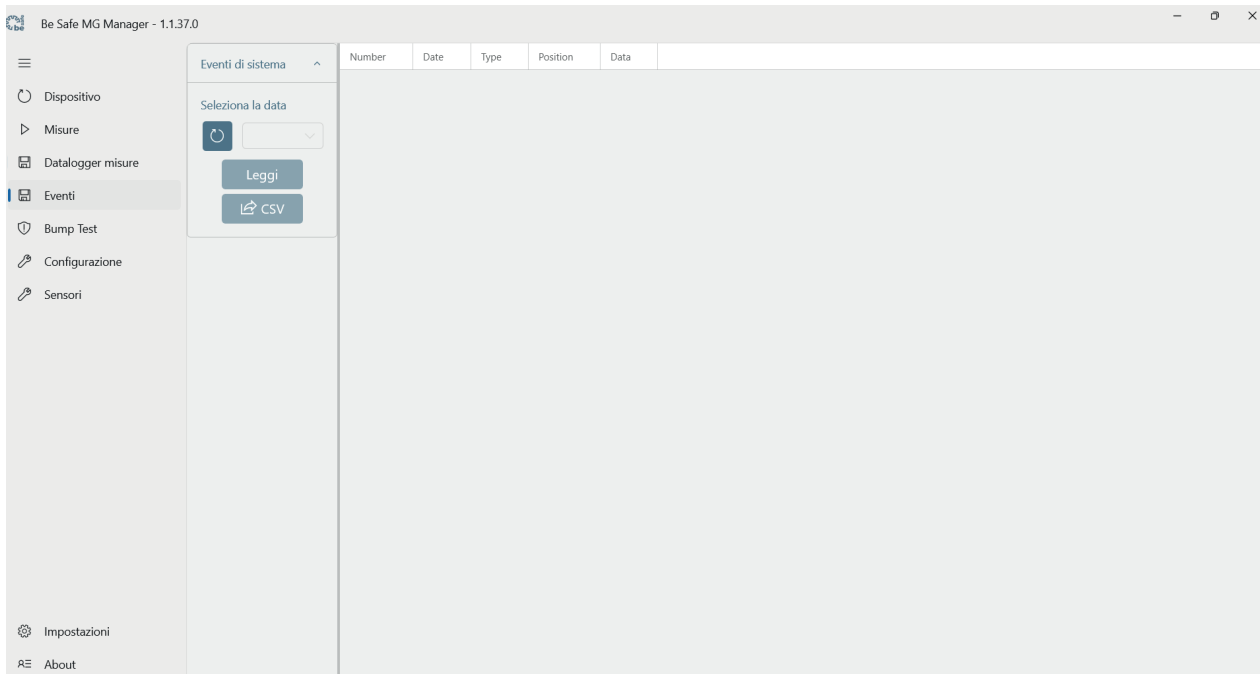 be
Be Safe MG Manager - 1.1.37.0
Dispositivo
Misure
Datalogger misure
Eventi
Bump Test
Configurazione
Sensori
Impostazioni
About
Eventi di sistema
Seleziona la data
Leggi
CSV
Number Date Type Position Data